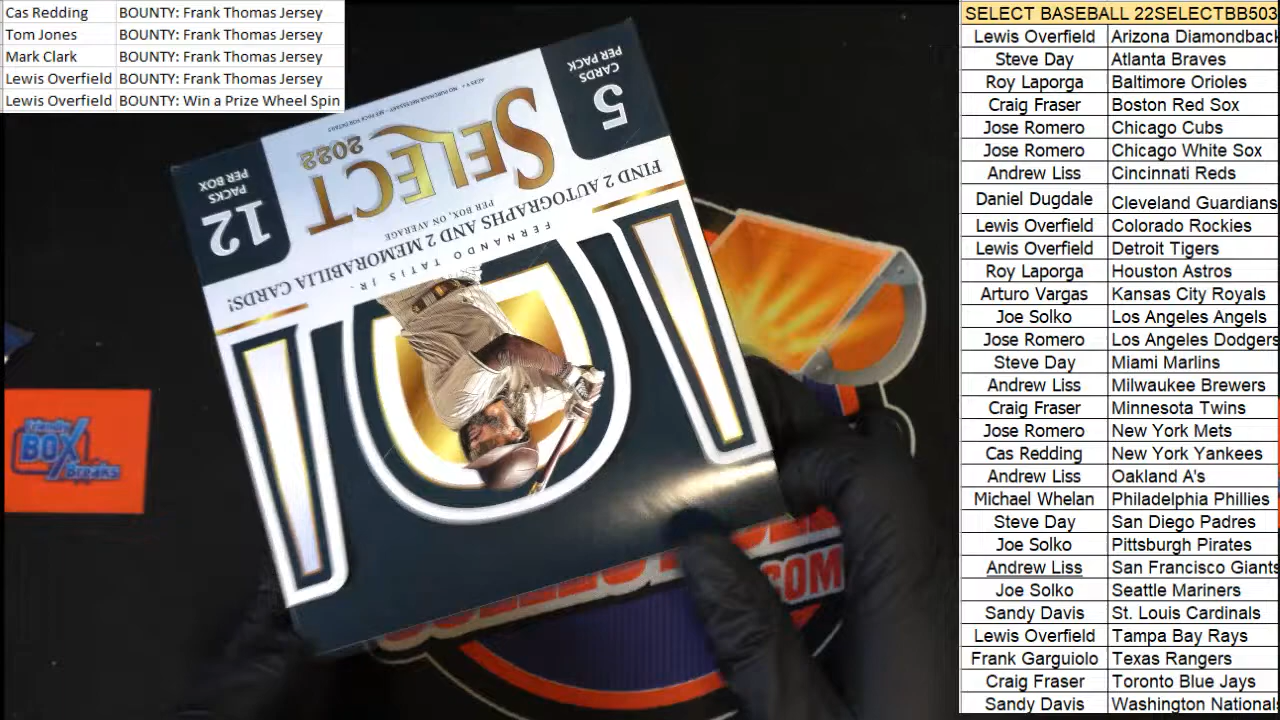 Cas Redding BOUNTY: Frank Thomas Jersey
Tom Jones BOUNTY: Frank Thomas Jersey
Mark Clark BOUNTY: Frank Thomas Jersey
Lewis Overfield BOUNTY: Frank Thomas Jersey
Lewis Overfield BOUNTY: Win a Prize Wheel Spin
5
CARDS
PER PACK
SELECT
2022
12
PACKS
PER BOX
FIND 2 AUTOGRAPHS AND 2 MEMORABILIA CARDS!
PER BOX, ON AVERAGE
FERNANDO TATIS JR.
Friendly
BOX
Breaks
.COM
SELECT BASEBALL 22SELECTBB503
Lewis Overfield Arizona Diamondback
Steve Day Atlanta Braves
Roy Laporga Baltimore Orioles
Craig Fraser Boston Red Sox
Jose Romero Chicago Cubs
Jose Romero Chicago White Sox
Andrew Liss Cincinnati Reds
Daniel Dugdale Cleveland Guardians
Lewis Overfield Colorado Rockies
Lewis Overfield Detroit Tigers
Roy Laporga Houston Astros
Arturo Vargas Kansas City Royals
Joe Solko Los Angeles Angels
Jose Romero Los Angeles Dodgers
Steve Day Miami Marlins
Andrew Liss Milwaukee Brewers
Craig Fraser Minnesota Twins
Jose Romero New York Mets
Cas Redding New York Yankees
Andrew Liss Oakland A's
Michael Whelan Philadelphia Phillies
Steve Day San Diego Padres
Joe Solko Pittsburgh Pirates
Andrew Liss San Francisco Giants
Joe Solko Seattle Mariners
Sandy Davis St. Louis Cardinals
Lewis Overfield Tampa Bay Rays
Frank Garguiolo Texas Rangers
Craig Fraser Toronto Blue Jays
Sandy Davis Washington National